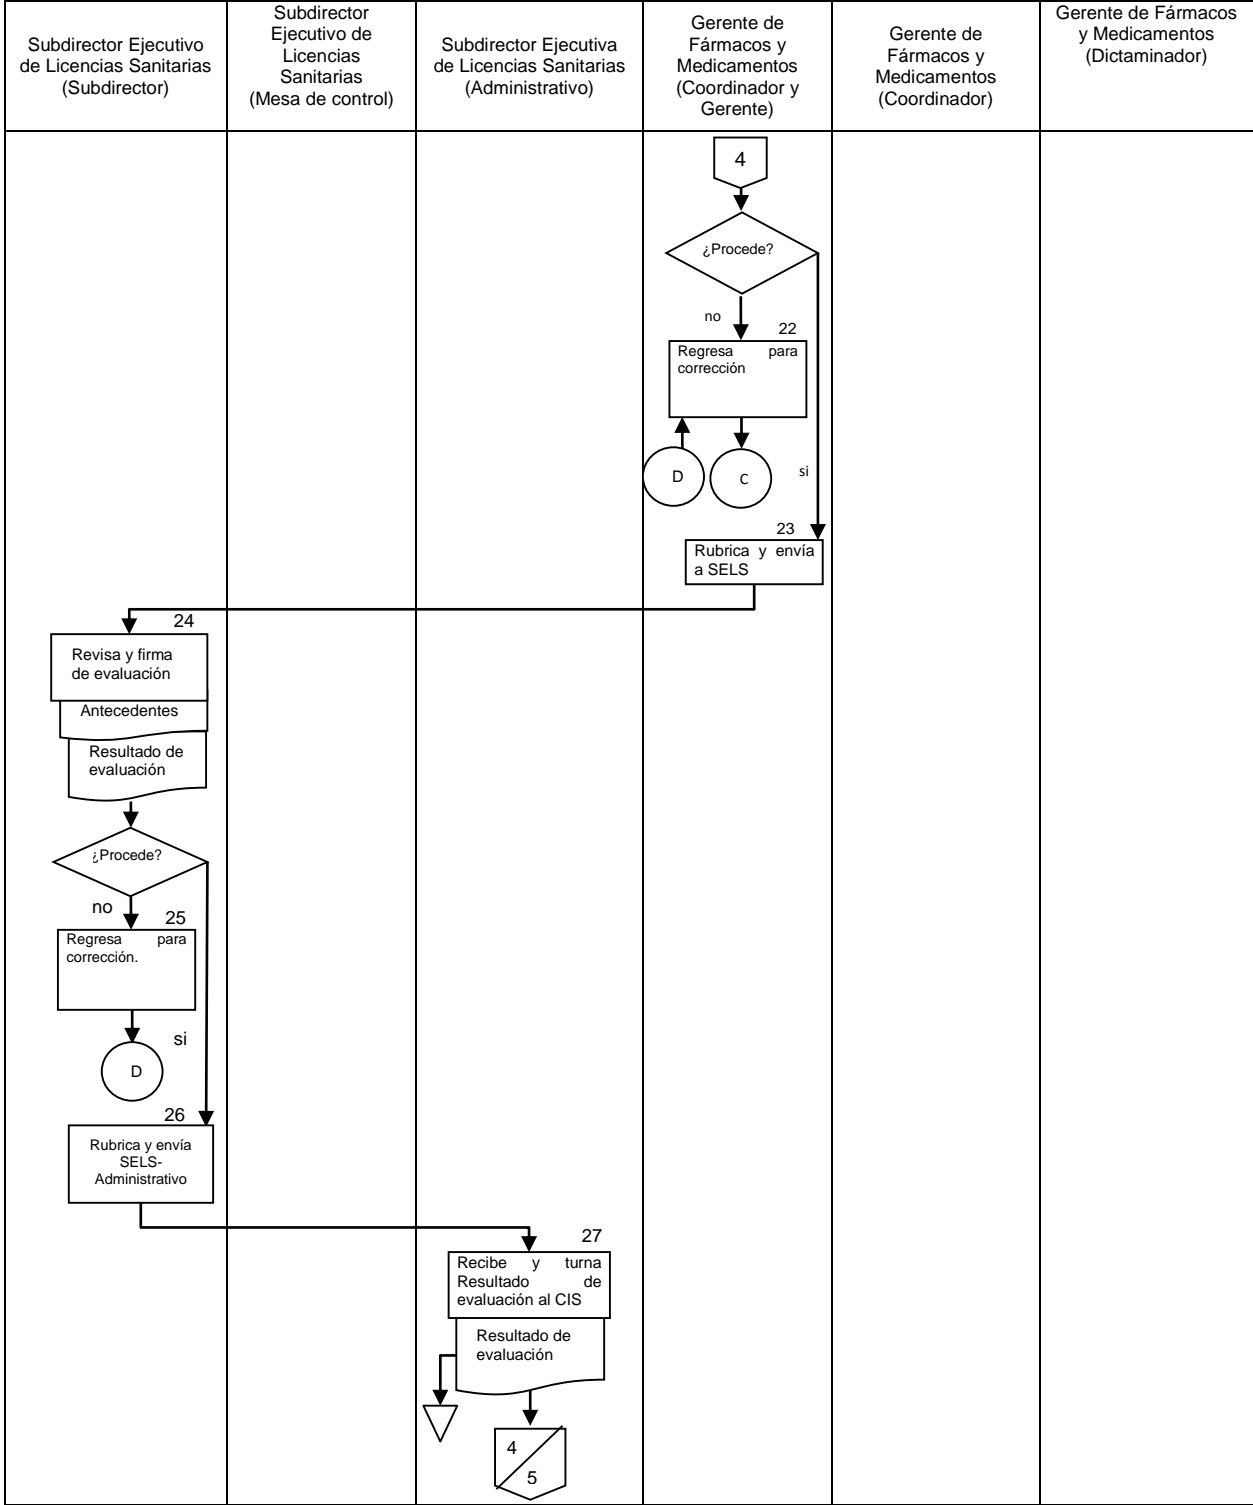 Subdirector Ejecutivo
de Licencias Sanitarias
(Subdirector)
Subdirector
Ejecutivo de
Licencias
Sanitarias
(Mesa de control)
Subdirector Ejecutiva
de Licencias Sanitarias
(Administrativo)
Gerente de
Fármacos y
Medicamentos
(Coordinador y
Gerente)
Gerente de
Fármacos y
Medicamentos
(Coordinador)
Gerente de Fármacos
y Medicamentos
(Dictaminador)
4
¿Procede?
no
22
Regresa para
corrección
D
C
si
23
Rubrica y envía
a SELS
24
Revisa y firma
de evaluación
Antecedentes
Resultado de
evaluación
¿Procede?
no
25
Regresa para
corrección.
si
D
26
Rubrica y envía
SELS-
Administrativo
27
Recibe y turna
Resultado de
evaluación al CIS
Resultado de
evaluación
4
5